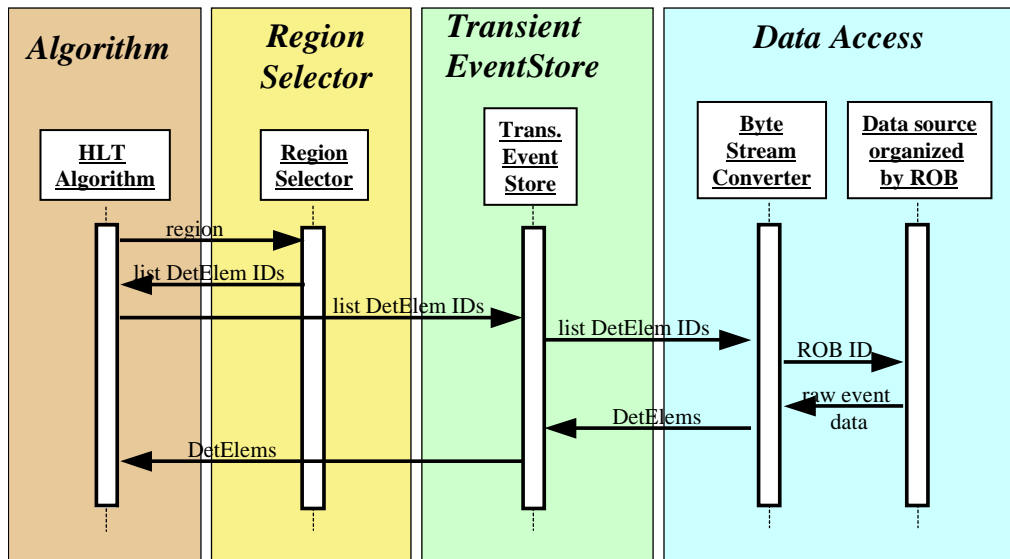 Algorithm
Region
Selector
Transient
EventStore
Data Access
HLT
Algorithm
Region
Selector
Trans.
Event
Store
Byte
Stream
Converter
Data source
organized
by ROB
region
list DetElem IDs
list DetElem IDs
list DetElem IDs
ROB ID
raw event
data
DetElems
DetElems